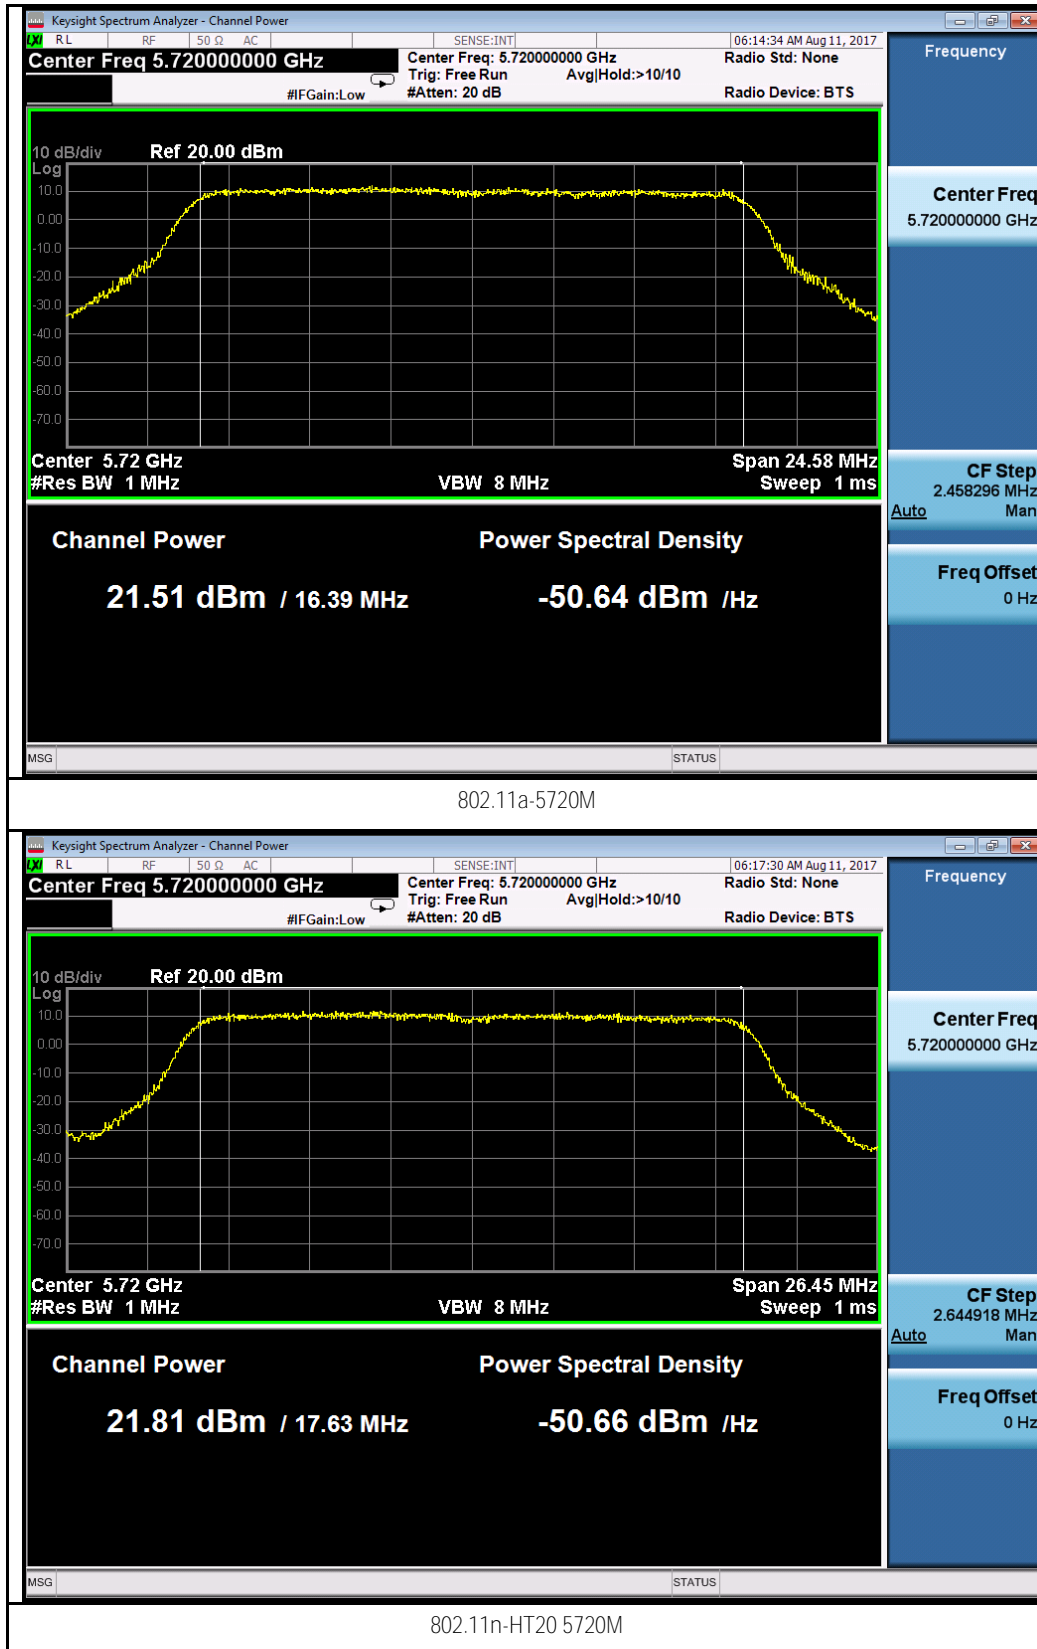 Keysight Spectrum Analyzer - Channel Power
LXI RL RF 50 Ω AC SENSE:INT 06:14:34 AM Aug 11, 2017
Center Freq 5.720000000 GHz
#IFGain:Low
Center Freq: 5.720000000 GHz
Trig: Free Run Avg|Hold:>10/10
#Atten: 20 dB
Radio Std: None
Radio Device: BTS
10 dB/div Ref 20.00 dBm
Log
10.0
0.00
-10.0
-20.0
-30.0
-40.0
-50.0
-60.0
-70.0
Center 5.72 GHz Span 24.58 MHz
#Res BW 1 MHz VBW 8 MHz Sweep 1 ms
Channel Power Power Spectral Density
21.51 dBm / 16.39 MHz -50.64 dBm /Hz
MSG STATUS
Frequency
Center Freq
5.720000000 GHz
CF Step
2.458296 MHz
Auto Man
Freq Offset
0 Hz
802.11a-5720M
Keysight Spectrum Analyzer - Channel Power
LXI RL RF 50 Ω AC SENSE:INT 06:17:30 AM Aug 11, 2017
Center Freq 5.720000000 GHz
#IFGain:Low
Center Freq: 5.720000000 GHz
Trig: Free Run Avg|Hold:>10/10
#Atten: 20 dB
Radio Std: None
Radio Device: BTS
10 dB/div Ref 20.00 dBm
Log
10.0
0.00
-10.0
-20.0
-30.0
-40.0
-50.0
-60.0
-70.0
Center 5.72 GHz Span 26.45 MHz
#Res BW 1 MHz VBW 8 MHz Sweep 1 ms
Channel Power Power Spectral Density
21.81 dBm / 17.63 MHz -50.66 dBm /Hz
MSG STATUS
Frequency
Center Freq
5.720000000 GHz
CF Step
2.644918 MHz
Auto Man
Freq Offset
0 Hz
802.11n-HT20 5720M